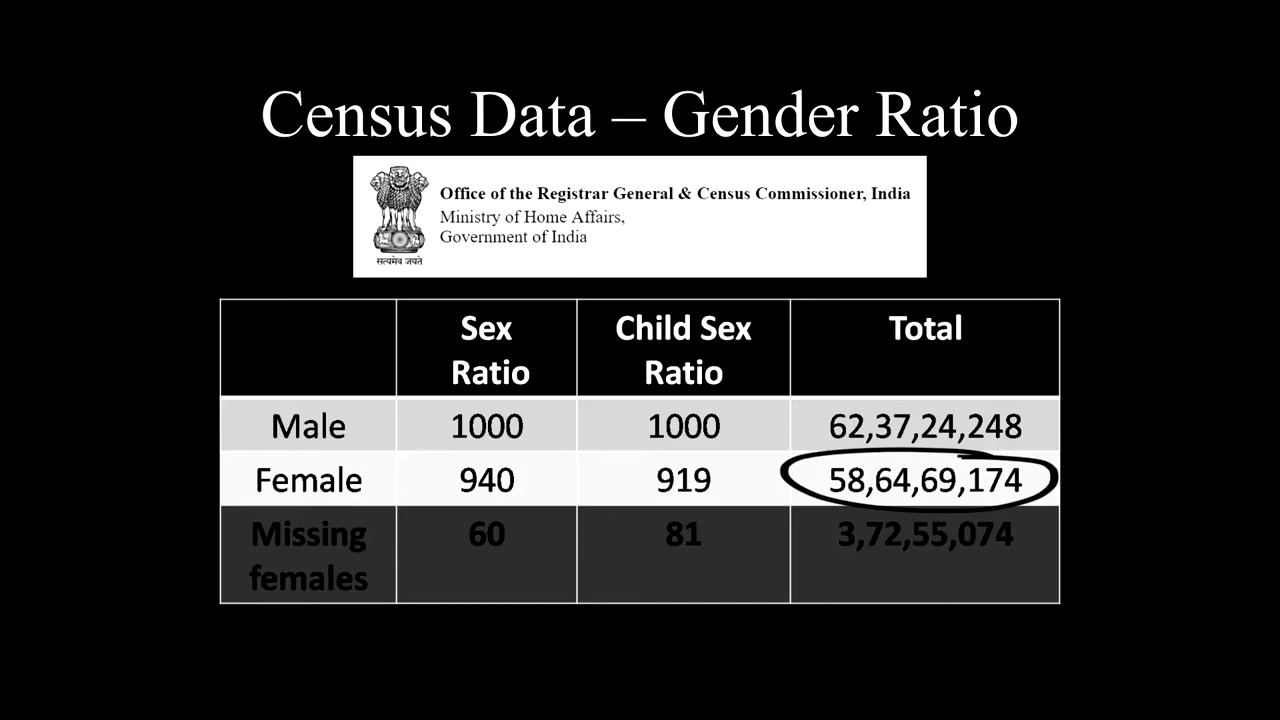 Census Data – Gender Ratio
Office of the Registrar General & Census Commissioner, India
Ministry of Home Affairs,
Government of India
सत्यमेव जयते
Sex Ratio Child Sex Ratio Total
Male 1000 1000 62,37,24,248
Female 940 919 58,64,69,174
Missing females 60 81 3,72,55,074